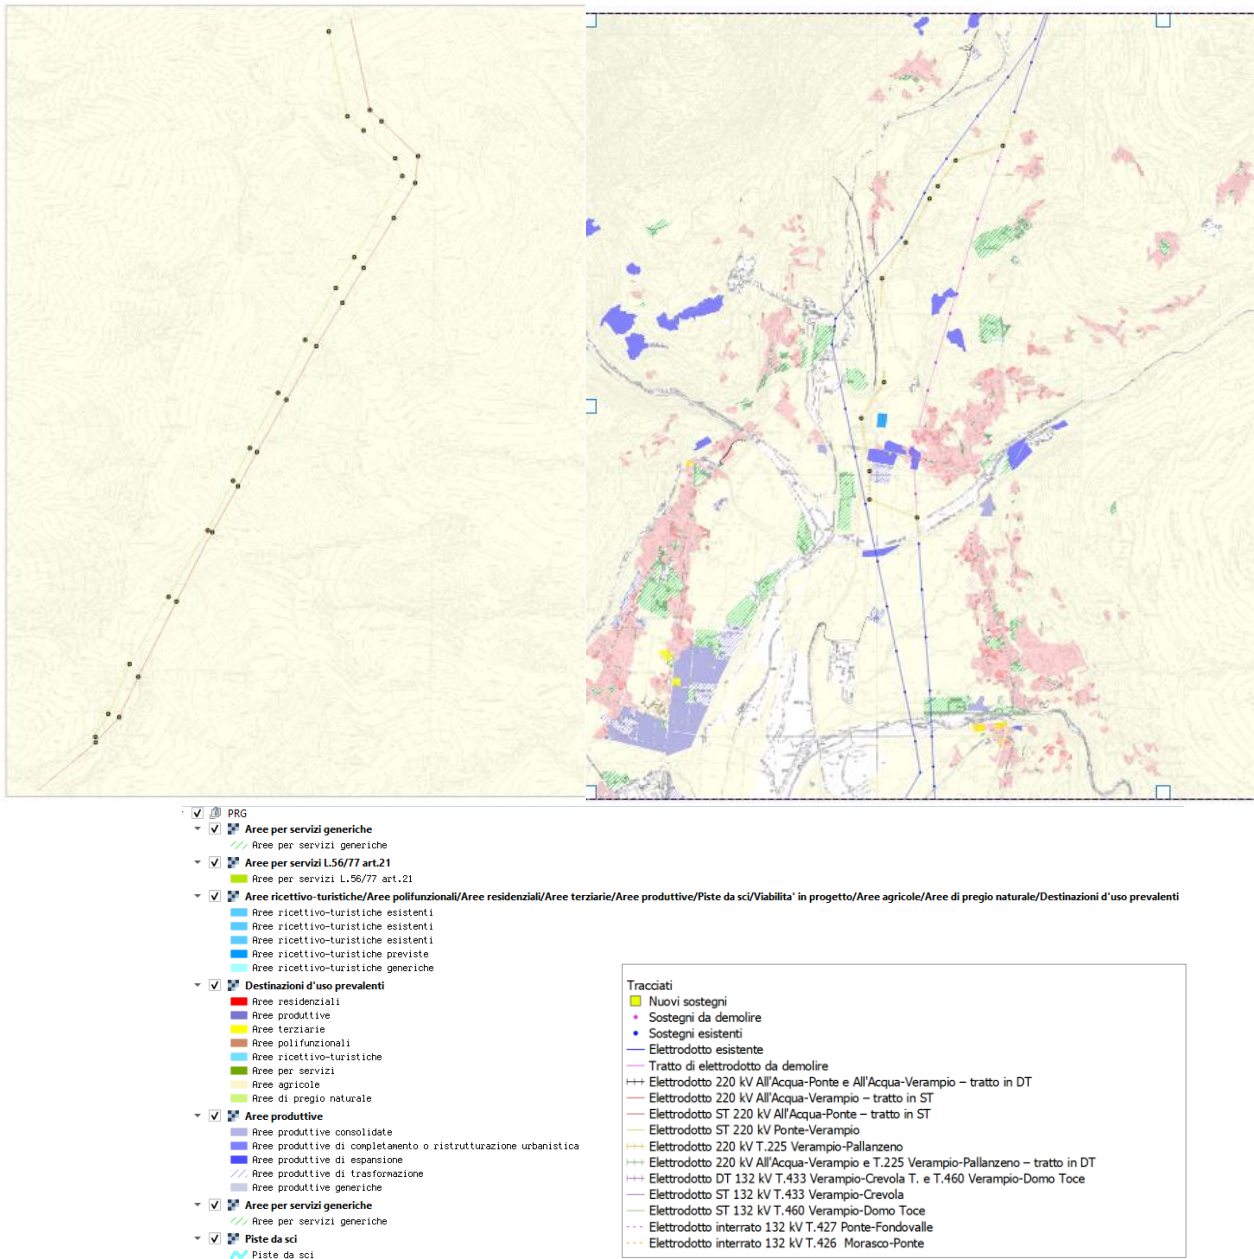 PRG
Aree per servizi generiche
Aree per servizi generiche
Aree per servizi L.56/77 art.21
Aree per servizi L.56/77 art.21
Aree ricettivo-turistiche/Aree polifunzionali/Aree residenziali/Aree terziarie/Aree produttive/Piste da sci/Viabilita' in progetto/Aree agricole/Aree di pregio naturale/Destinazioni d'uso prevalenti
Aree ricettivo-turistiche esistenti
Aree ricettivo-turistiche esistenti
Aree ricettivo-turistiche esistenti
Aree ricettivo-turistiche previste
Aree ricettivo-turistiche generiche
Destinazioni d'uso prevalenti
Aree residenziali
Aree produttive
Aree terziarie
Aree polifunzionali
Aree ricettivo-turistiche
Aree per servizi
Aree agricole
Aree di pregio naturale
Aree produttive
Aree produttive consolidate
Aree produttive di completamento o ristrutturazione urbanistica
Aree produttive di espansione
Aree produttive di trasformazione
Aree produttive generiche
Aree per servizi generiche
Aree per servizi generiche
Piste da sci
Piste da sci
Tracciati
Nuovi sostegni
Sostegni da demolire
Sostegni esistenti
Elettrodotto esistente
Tratto di elettrodotto da demolire
Elettrodotto 220 kV All'Acqua-Ponte e All'Acqua-Verampio – tratto in DT
Elettrodotto 220 kV All'Acqua-Verampio – tratto in ST
Elettrodotto ST 220 kV All'Acqua-Ponte – tratto in ST
Elettrodotto ST 220 kV Ponte-Verampio
Elettrodotto 220 kV T.225 Verampio-Pallanzeno
Elettrodotto 220 kV All'Acqua-Verampio e T.225 Verampio-Pallanzeno – tratto in DT
Elettrodotto DT 132 kV T.433 Verampio-Crevola T. e T.460 Verampio-Domo Toce
Elettrodotto ST 132 kV T.433 Verampio-Crevola
Elettrodotto ST 132 kV T.460 Verampio-Domo Toce
Elettrodotto interrato 132 kV T.427 Ponte-Fondovalle
Elettrodotto interrato 132 kV T.426 Morasco-Ponte